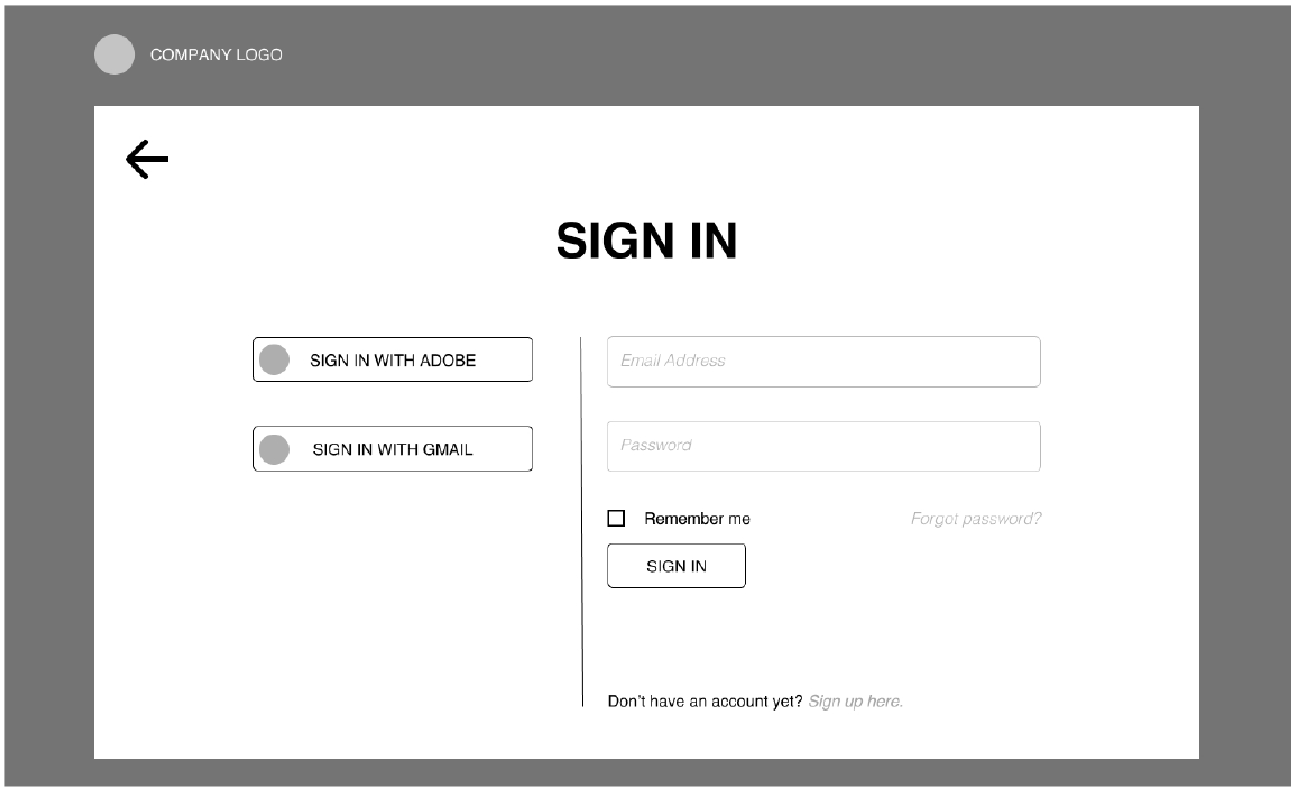 COMPANY LOGO
SIGN IN
SIGN IN WITH ADOBE
SIGN IN WITH GMAIL
Email Address
Password
Remember me
Forgot password?
SIGN IN
Don't have an account yet? Sign up here.